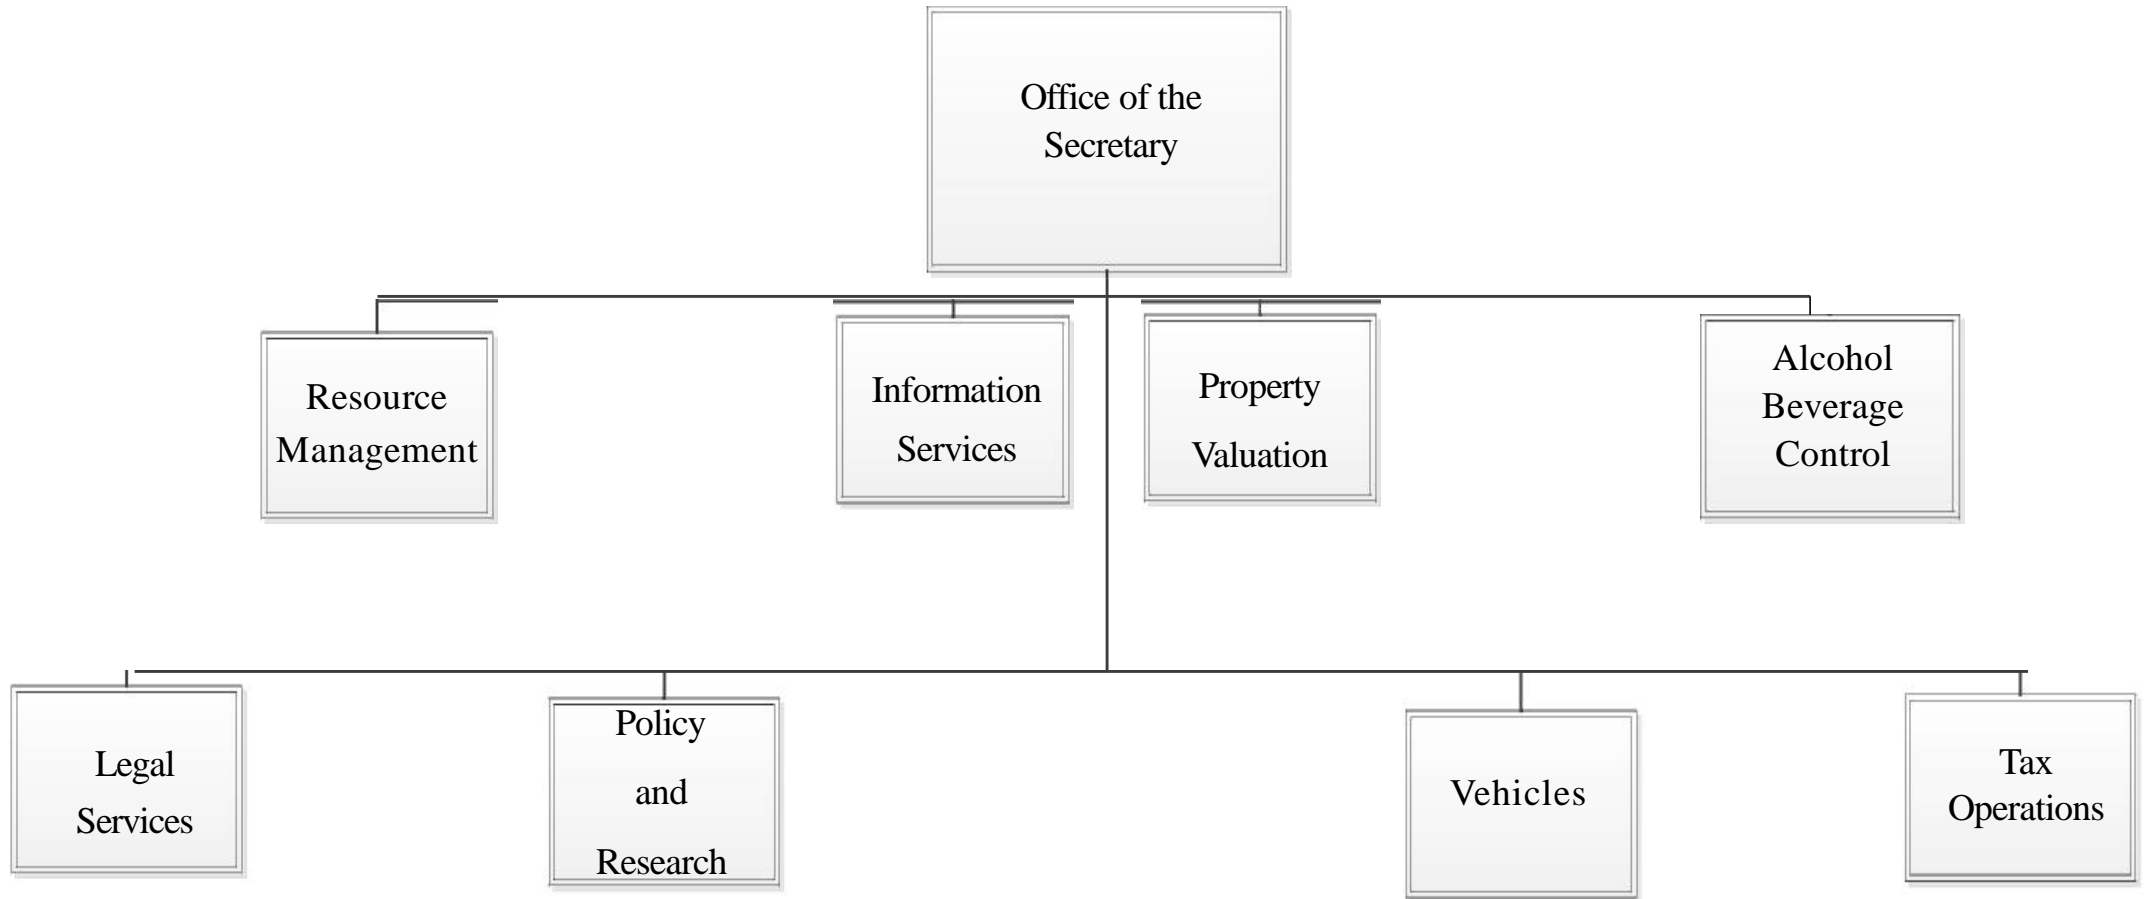 Office of the
Secretary
Resource
Management
Information
Services
Property
Valuation
Alcohol
Beverage
Control
Legal
Services
Policy
and
Research
Vehicles
Tax
Operations